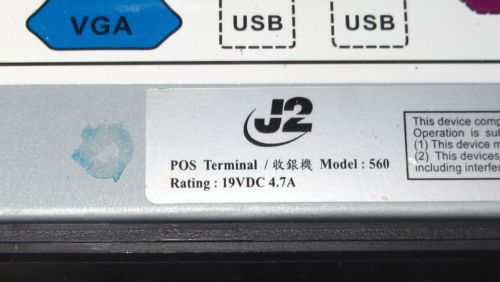 VGA
USB
USB
J2
POS Terminal / 收銀機 Model : 560
Rating : 19VDC 4.7A
This device comp
Operation is sub
(1) This device m
(2) This devices
including interfer